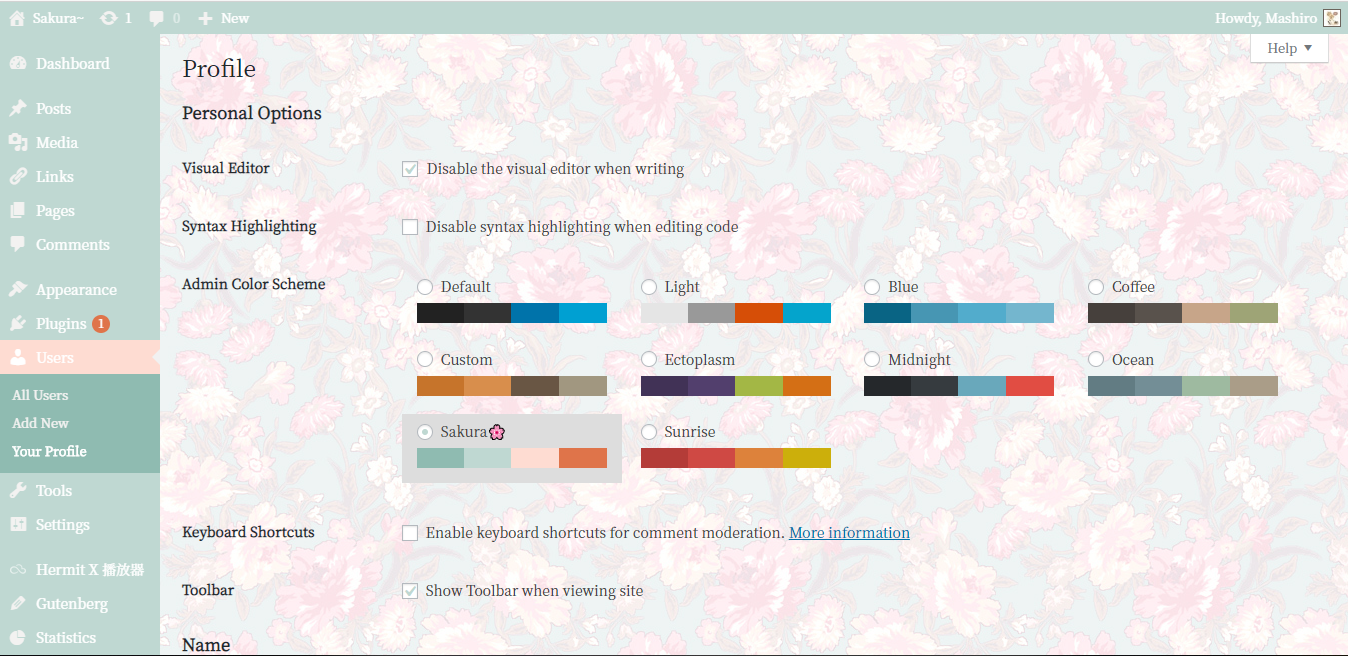 Sakura~ 1 0 New Howdy, Mashiro
Help ▼
Dashboard
Posts
Media
Links
Pages
Comments
Appearance
Plugins 1
Users
All Users
Add New
Your Profile
Tools
Settings
Hermit X 播放器
Gutenberg
Statistics
Profile
Personal Options
Visual Editor Disable the visual editor when writing
Syntax Highlighting Disable syntax highlighting when editing code
Admin Color Scheme Default Light Blue Coffee
Custom Ectoplasm Midnight Ocean
Sakura🌸 Sunrise
Keyboard Shortcuts Enable keyboard shortcuts for comment moderation. More information
Toolbar Show Toolbar when viewing site
Name